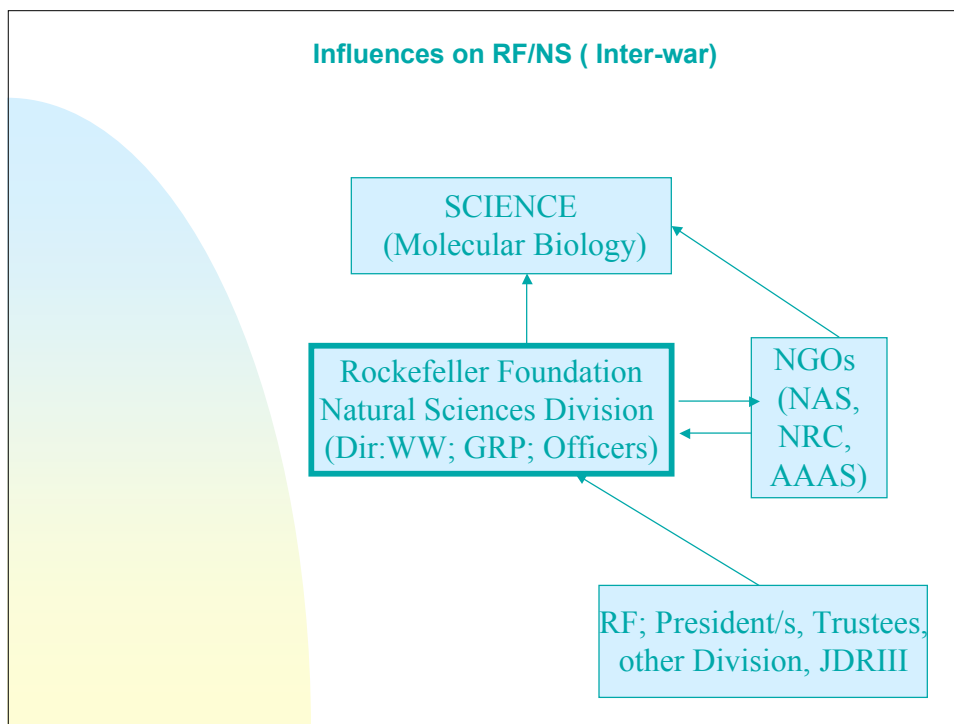 Influences on RF/NS ( Inter-war)
SCIENCE
(Molecular Biology)
Rockefeller Foundation
Natural Sciences Division
(Dir:WW; GRP; Officers)
NGOs
(NAS,
NRC,
AAAS)
RF; President/s, Trustees,
other Division, JDRIII